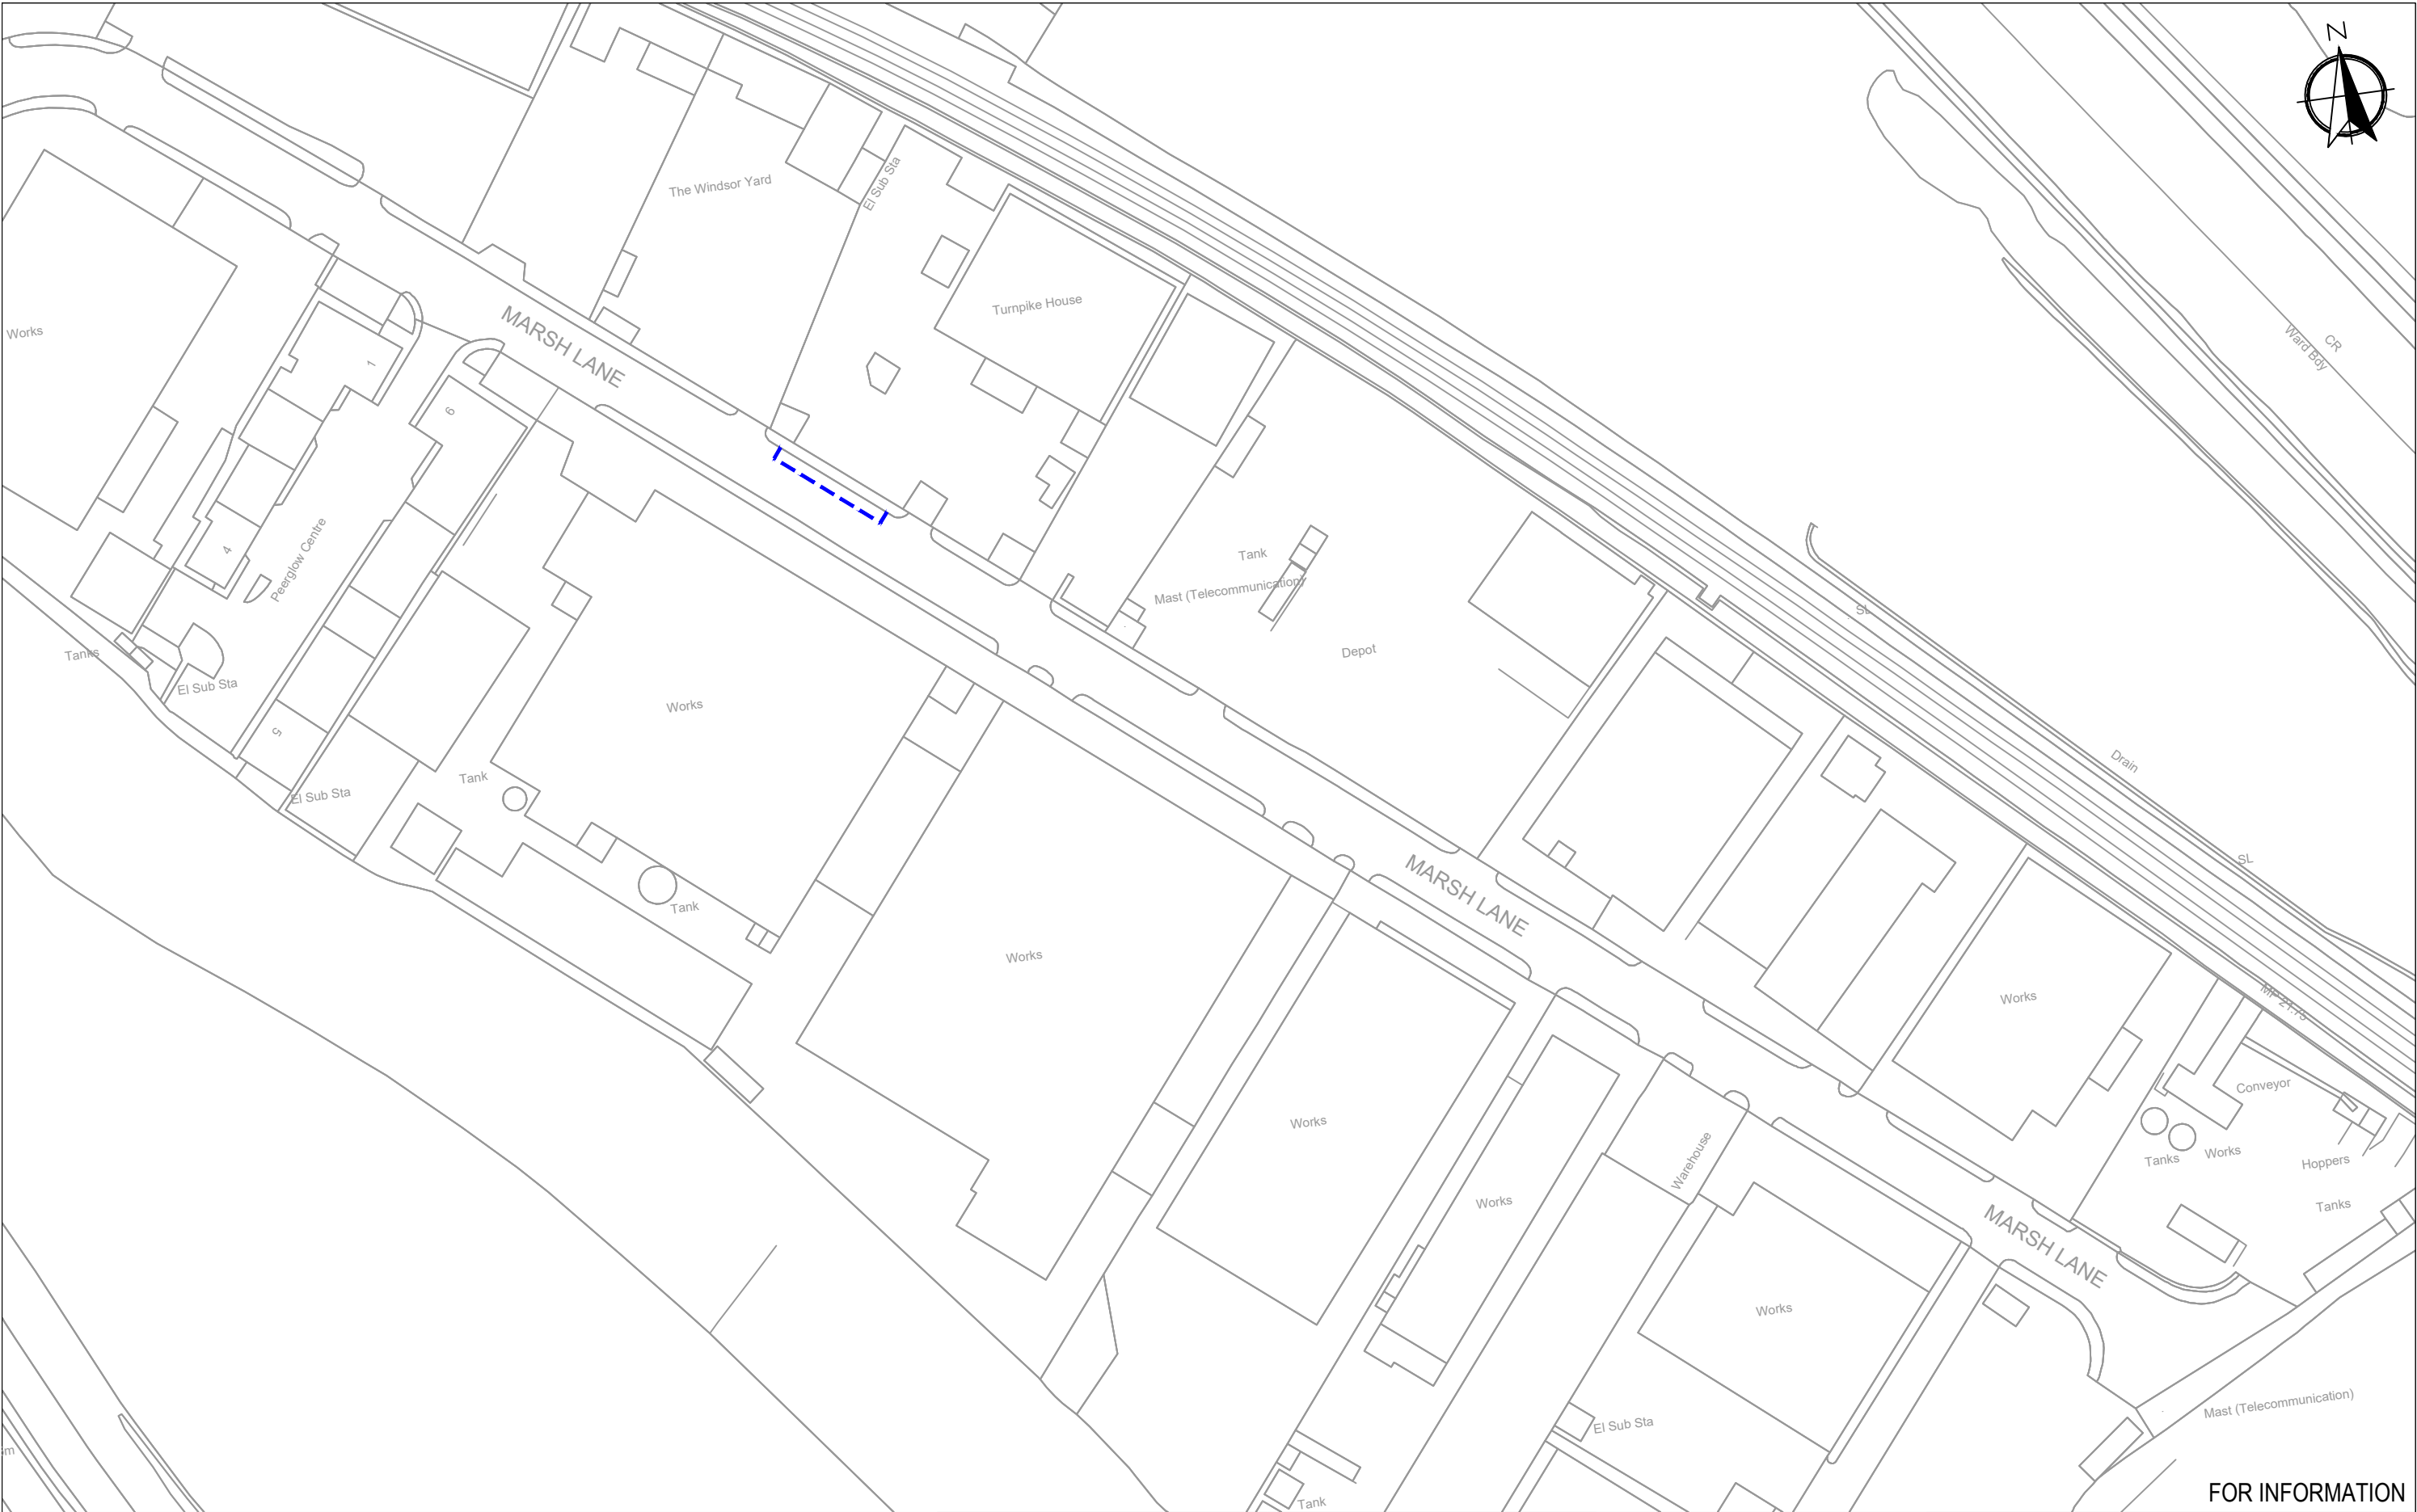 N
The Windsor Yard
El Sub Sta
Turnpike House
MARSH LANE
Works
1
6
4
Peerglow Centre
CR
Ward Bdy
Tank
Mast (Telecommunication)
Depot
SL
Tanks
El Sub Sta
5
Works
Tank
El Sub Sta
Tank
Drain
SL
MARSH LANE
Works
Works
MP 21.75
Conveyor
Works
Warehouse
Tanks
Works
Hoppers
Works
Tanks
MARSH LANE
Works
El Sub Sta
Mast (Telecommunication)
Tank
FOR INFORMATION